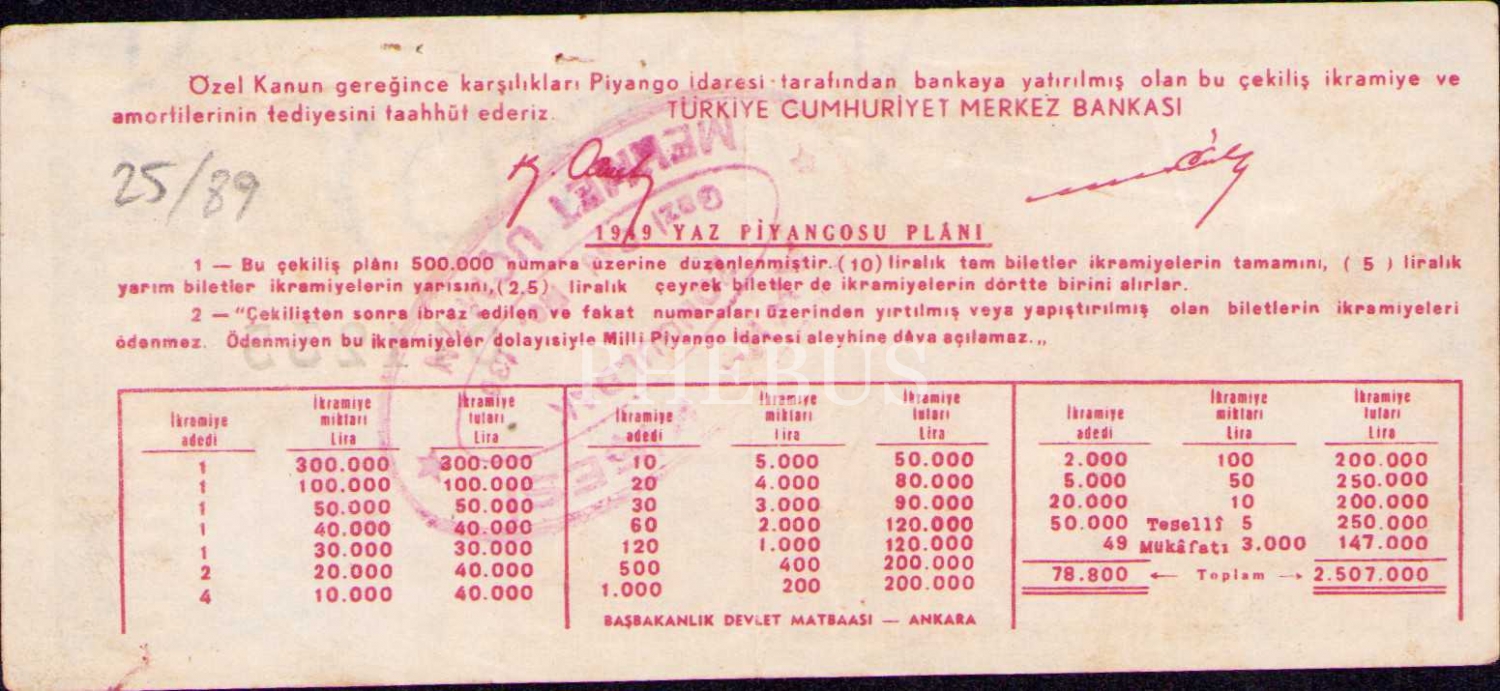 Özel Kanun gereğince karşılıkları Piyango İdaresi tarafından bankaya yatırılmış olan bu çekiliş ikramiye ve
amortilerinin tediyesini taahhüt ederiz. TÜRKİYE CUMHURİYET MERKEZ BANKASI
25/89
1949 YAZ PİYANGOSU PLÂNI
1 — Bu çekiliş plânı 500.000 numara üzerine düzenlenmiştir. (10) liralık tam biletler ikramiyelerin tamamını, ( 5 ) liralık
yarım biletler ikramiyelerin yarısını, (2,5) liralık çeyrek biletler de ikramiyelerin dörtte birini alırlar.
2 — "Çekilişten sonra ibraz edilen ve fakat numaraları üzerinden yırtılmış veya yapıştırılmış olan biletlerin ikramiyeleri
ödenmez. Ödenmiyen bu ikramiyeler dolayısiyle Milli Piyango İdaresi aleyhine dâva açılamaz.„
PHEBUS
İkramiye adedi İkramiye miktarı Lira İkramiye tutarı Lira
1 300.000 300.000
1 100.000 100.000
1 50.000 50.000
1 40.000 40.000
1 30.000 30.000
2 20.000 40.000
4 10.000 40.000
İkramiye adedi İkramiye miktarı Lira İkramiye tutarı Lira
10 5.000 50.000
20 4.000 80.000
30 3.000 90.000
60 2.000 120.000
120 1.000 120.000
500 400 200.000
1.000 200 200.000
İkramiye adedi İkramiye miktarı Lira İkramiye tutarı Lira
2.000 100 200.000
5.000 50 250.000
20.000 10 200.000
50.000 Tesellî 5 250.000
49 Mükâfatı 3.000 147.000
78.800 ← Toplam → 2.507.000
BAŞBAKANLIK DEVLET MATBAASI — ANKARA
MEHMET